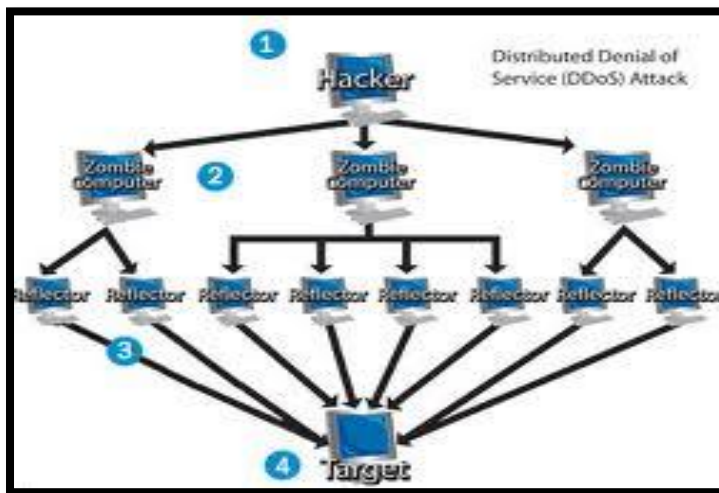 1
Distributed Denial of
Service (DDoS) Attack
Hacker
Zombie
Computer
2
Zombie
Computer
Zombie
Computer
Reflector Reflector Reflector Reflector Reflector Reflector Reflector Reflector
3
4
Target